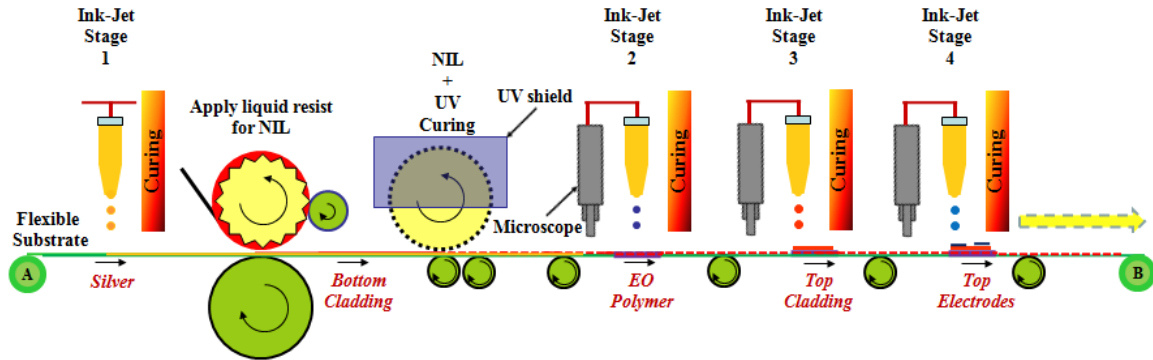 Ink-Jet
Stage
1
Apply liquid resist
for NIL
NIL
+
UV
Curing
UV shield
Ink-Jet
Stage
2
Ink-Jet
Stage
3
Ink-Jet
Stage
4
Curing
Curing
Curing
Curing
Microscope
Flexible
Substrate
A
B
Silver
Bottom
Cladding
EO
Polymer
Top
Cladding
Top
Electrodes